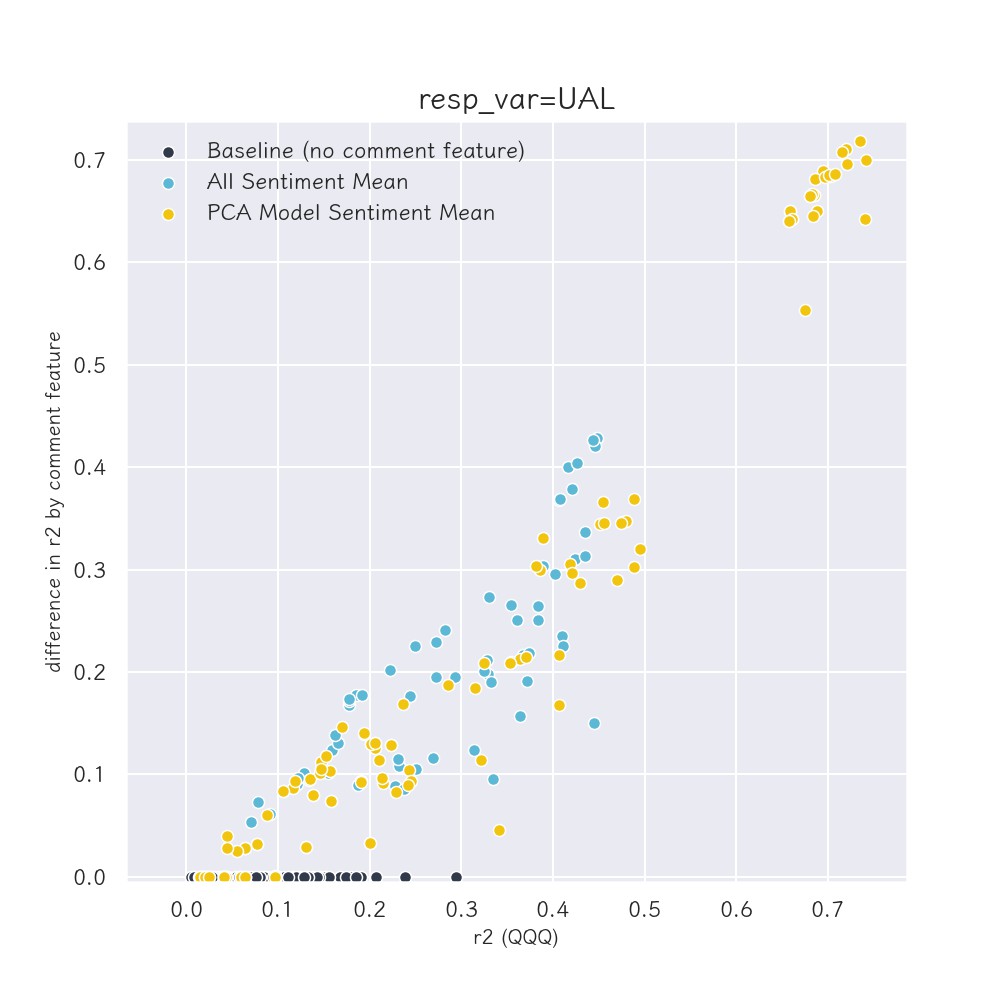 resp_var=UAL
Baseline (no comment feature)
All Sentiment Mean
PCA Model Sentiment Mean
difference in r2 by comment feature
0.7
0.6
0.5
0.4
0.3
0.2
0.1
0.0
0.0 0.1 0.2 0.3 0.4 0.5 0.6 0.7
r2 (QQQ)